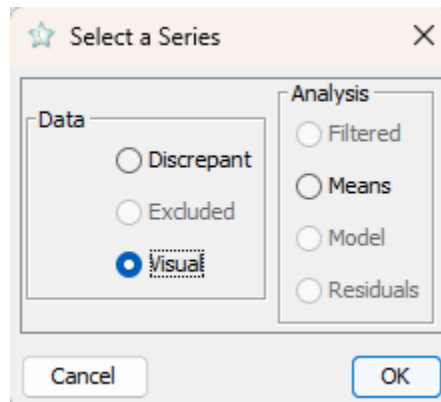 Select a Series
Data
Discrepant
Excluded
Visual
Analysis
Filtered
Means
Model
Residuals
Cancel
OK